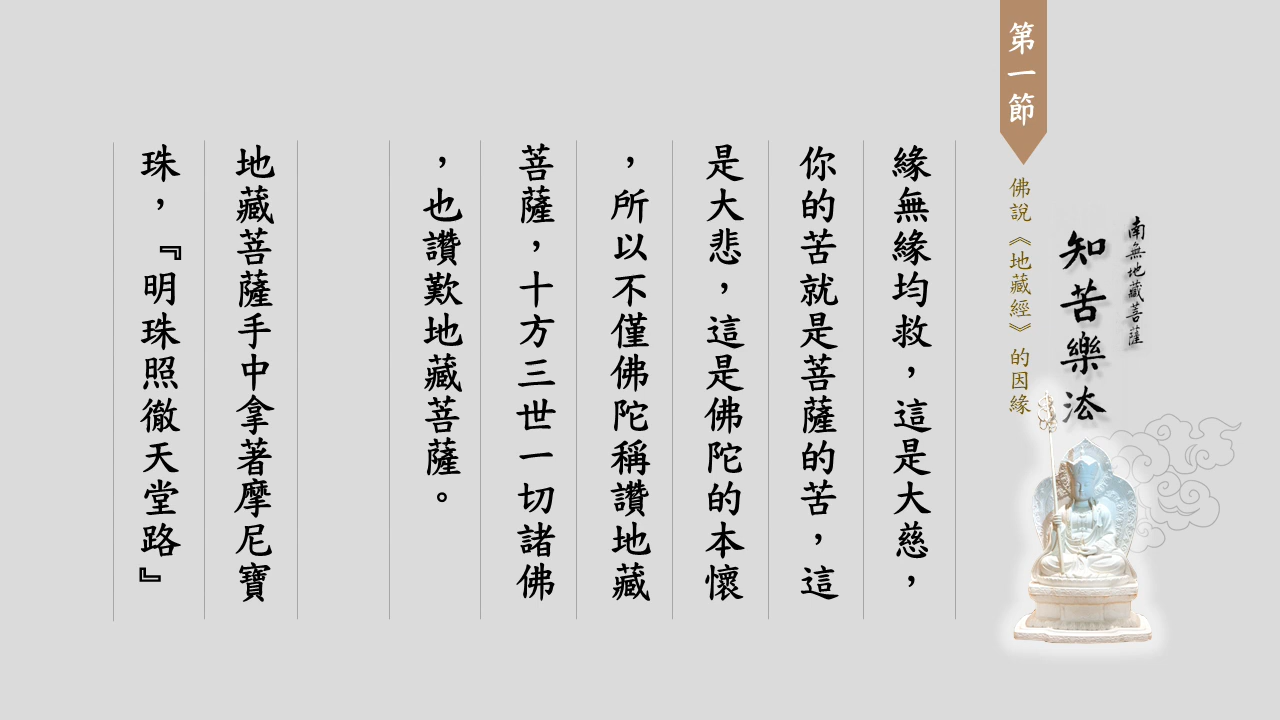 南無地藏菩薩
知苦樂法
第一節
佛說《地藏經》的因緣
緣無緣均救，這是大慈，
你的苦就是菩薩的苦，這
是大悲，這是佛陀的本懷
，所以不僅佛陀稱讚地藏
菩薩，十方三世一切諸佛
，也讚歎地藏菩薩。
地藏菩薩手中拿著摩尼寶
珠，『明珠照徹天堂路』